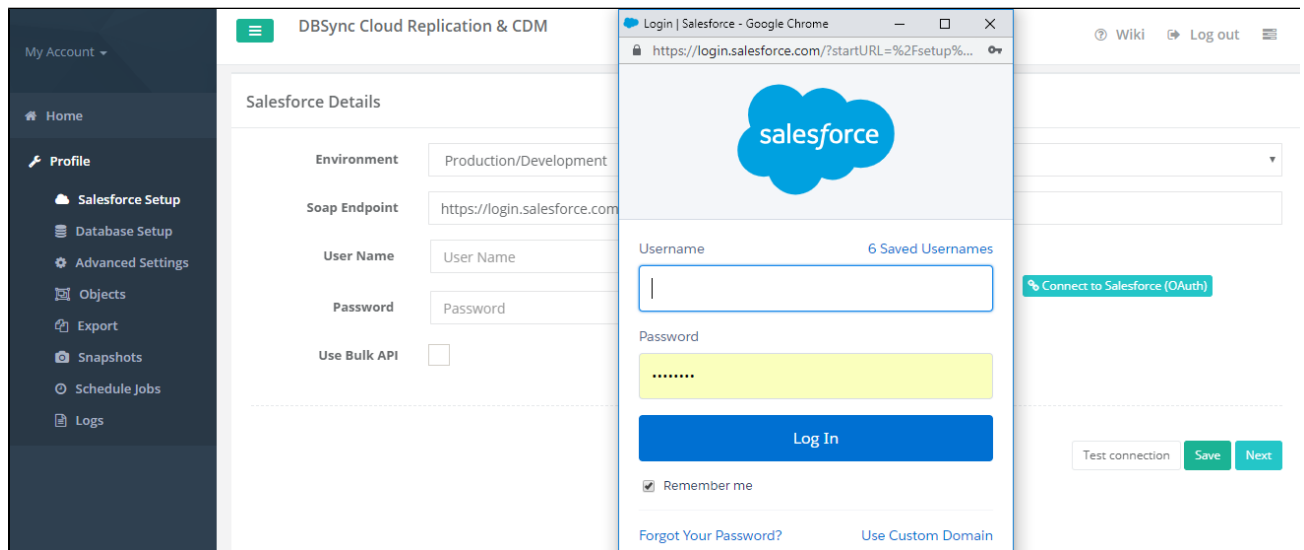 My Account
Home
Profile
Salesforce Setup
Database Setup
Advanced Settings
Objects
Export
Snapshots
Schedule Jobs
Logs
DBSync Cloud Replication & CDM
Wiki
Log out
Salesforce Details
Environment
Production/Development
Soap Endpoint
https://login.salesforce.com
User Name
User Name
Password
Password
Use Bulk API
Connect to Salesforce (OAuth)
Test connection
Save
Next
Login | Salesforce - Google Chrome
https://login.salesforce.com/?startURL=%2Fsetup%...
salesforce
Username
6 Saved Usernames
Password
••••••••
Log In
Remember me
Forgot Your Password?
Use Custom Domain